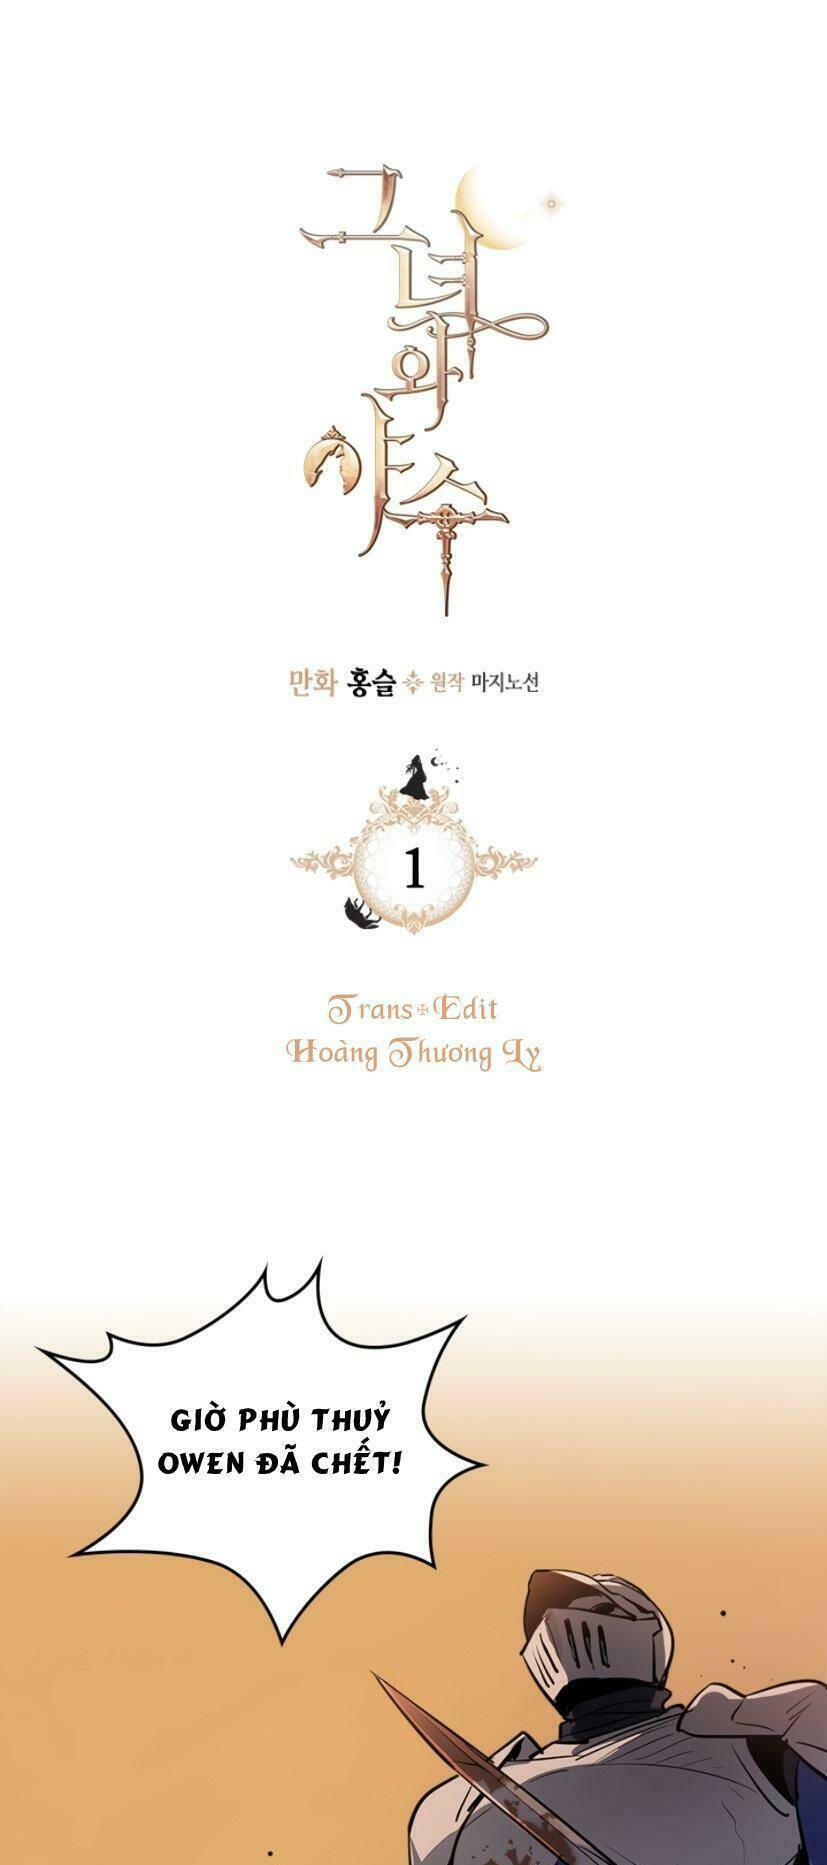 그녀와
야수
만화 홍슬 원작 마지노선
1
Trans Edit
Hoàng Thương Ly
GIỜ PHÙ THUỶ
OWEN ĐÃ CHẾT!